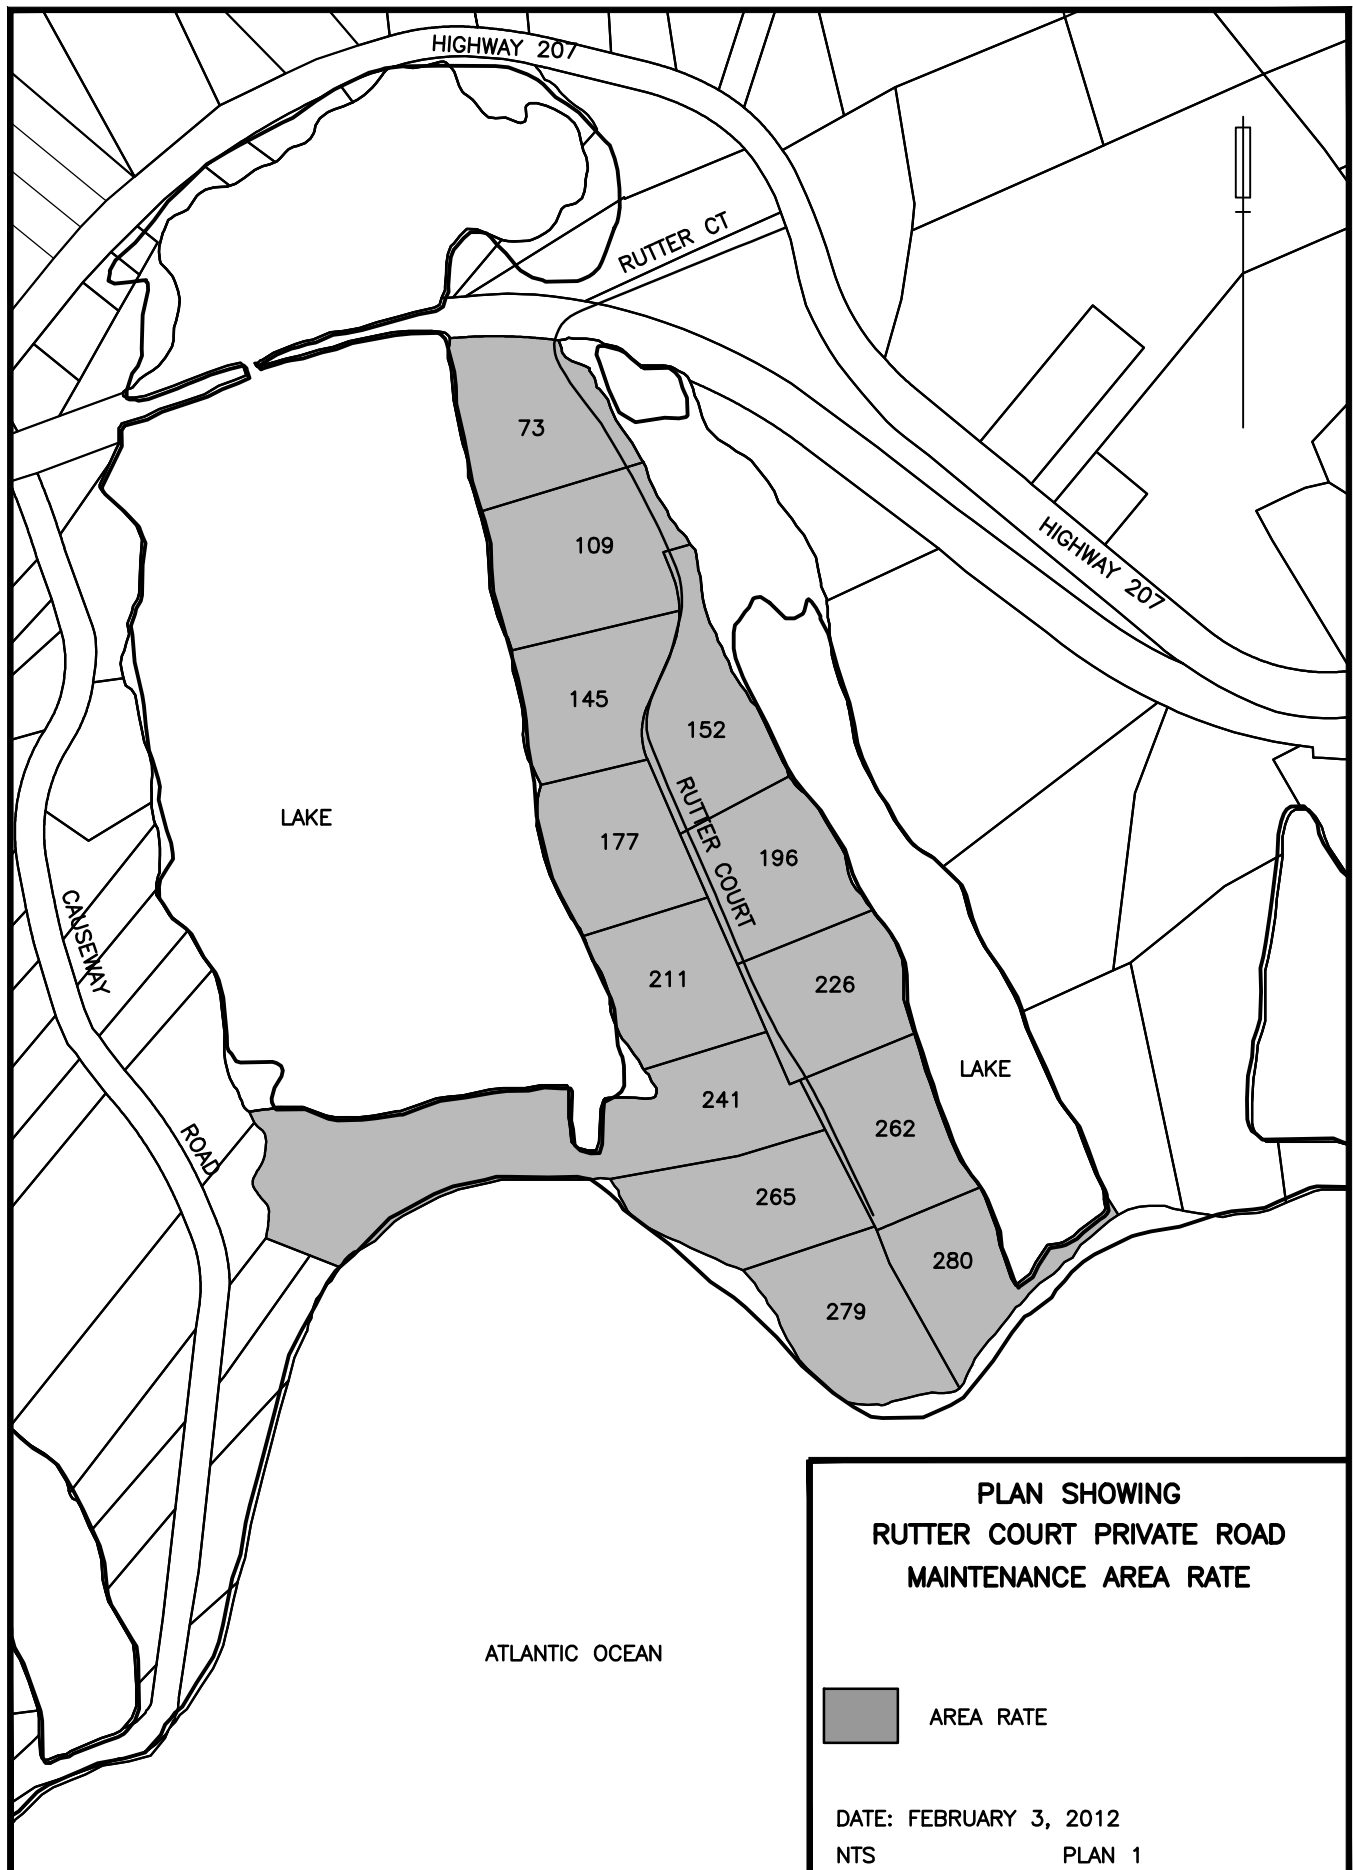 HIGHWAY 207
RUTTER CT
73
109
HIGHWAY 207
145
152
RUTTER COURT
LAKE
177
196
CAUSEWAY
211
226
LAKE
241
262
ROAD
265
280
279
PLAN SHOWING
RUTTER COURT PRIVATE ROAD
MAINTENANCE AREA RATE
ATLANTIC OCEAN
AREA RATE
DATE: FEBRUARY 3, 2012
NTS PLAN 1